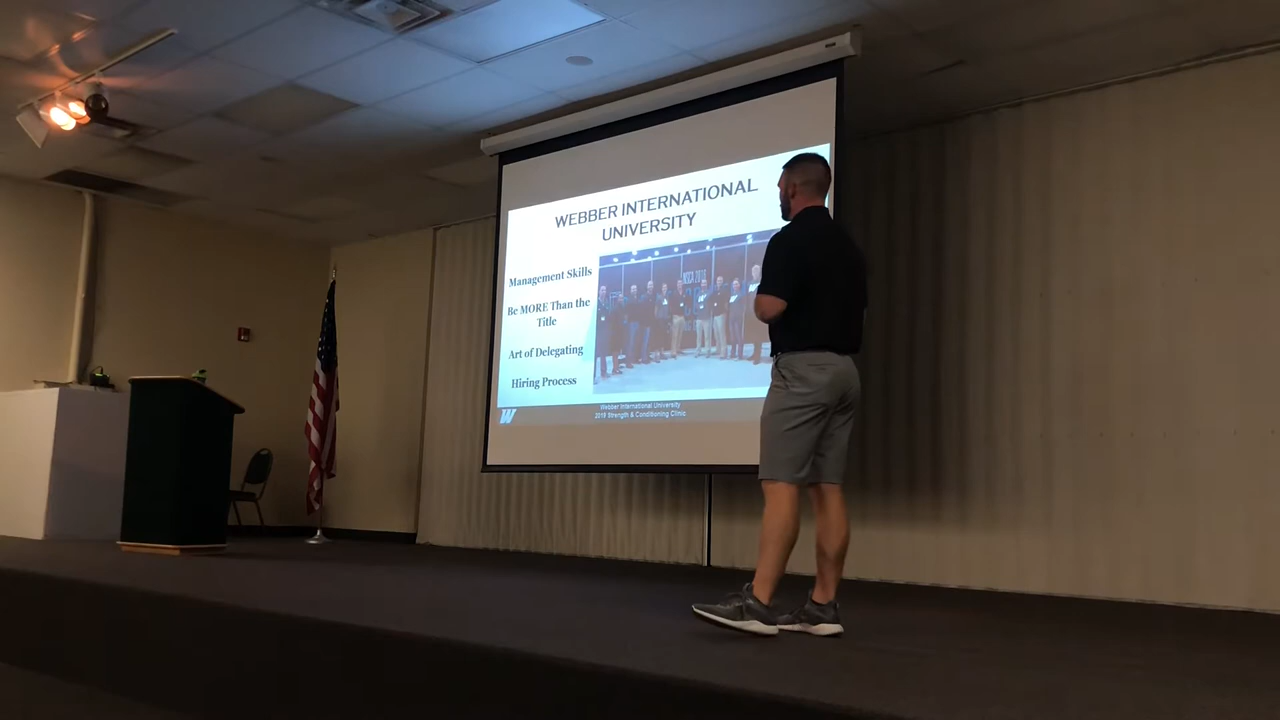 WEBBER INTERNATIONAL
UNIVERSITY
Management Skills
Be MORE Than the
Title
Art of Delegating
Hiring Process
W
Webber International University
2019 Strength & Conditioning Clinic